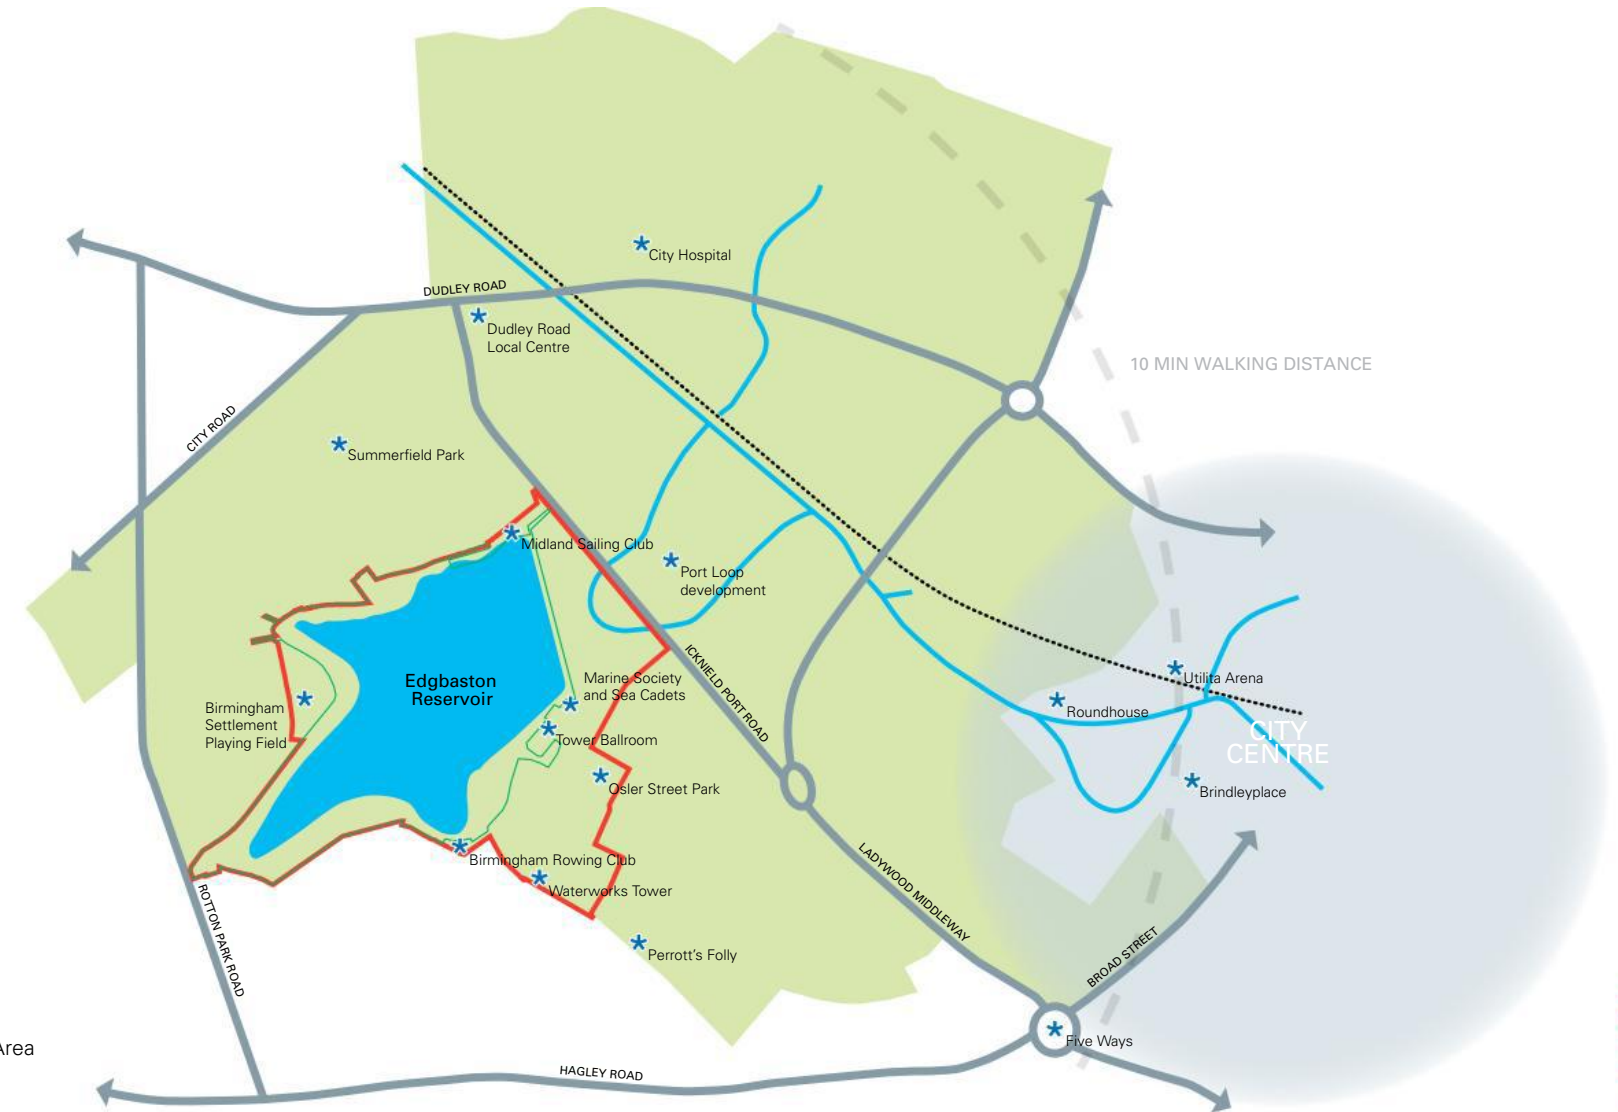 City Hospital
DUDLEY ROAD
Dudley Road
Local Centre
10 MIN WALKING DISTANCE
CITY ROAD
Summerfield Park
Midland Sailing Club
Port Loop
development
Edgbaston
Reservoir
Marine Society
and Sea Cadets
ICKNIELD PORT ROAD
Utilita Arena
Roundhouse
Birmingham
Settlement
Playing Field
Tower Ballroom
CITY
CENTRE
Osler Street Park
Brindleyplace
Birmingham Rowing Club
Waterworks Tower
LADYWOOD MIDDLEWAY
ROTTON PARK ROAD
Perrott's Folly
BROAD STREET
Five Ways
Area
HAGLEY ROAD